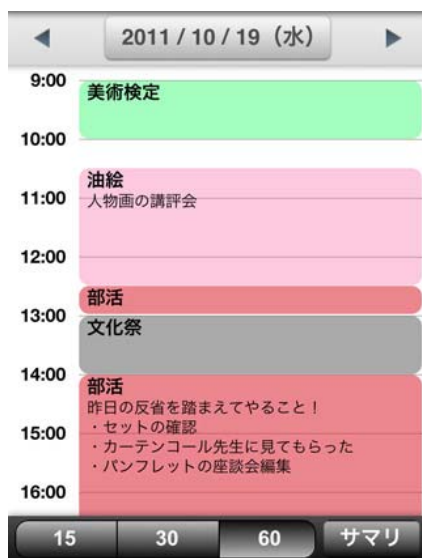 2011 / 10 / 19（水）
9:00
美術検定
10:00
油絵
11:00
人物画の講評会
12:00
部活
13:00
文化祭
14:00
部活
昨日の反省を踏まえてやること！
・セットの確認
15:00
・カーテンコール先生に見てもらった
・パンフレットの座談会編集
16:00
15
30
60
サマリ